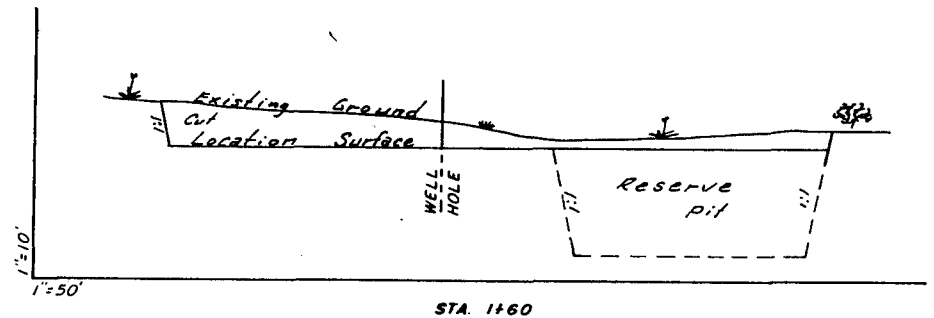 Existing Ground
Cut
1:1
Location Surface
WELL HOLE
Reserve
Pit
1:1
1:1
1"=10'
1"=50'
STA. 1+60